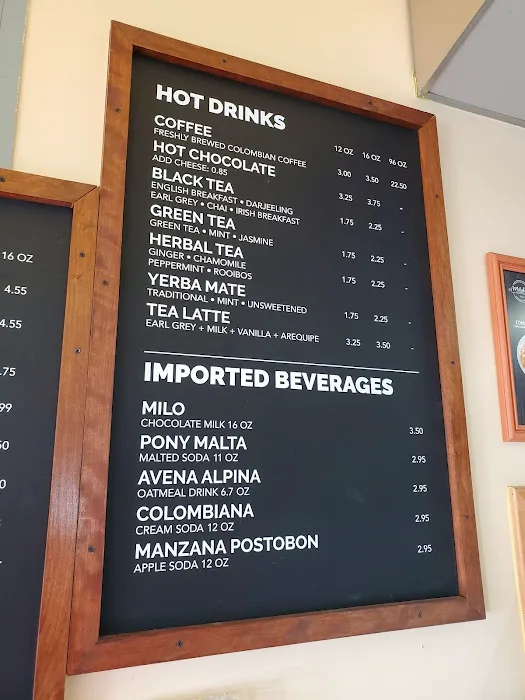 HOT DRINKS
12 OZ 16 OZ 96 OZ
COFFEE 3.00 3.50 22.50
FRESHLY BREWED COLOMBIAN COFFEE
HOT CHOCOLATE 3.25 3.75 -
ADD CHEESE: 0.85
BLACK TEA 1.75 2.25 -
ENGLISH BREAKFAST • DARJEELING
EARL GREY • CHAI • IRISH BREAKFAST
GREEN TEA 1.75 2.25 -
GREEN TEA • MINT • JASMINE
HERBAL TEA 1.75 2.25 -
GINGER • CHAMOMILE
PEPPERMINT • ROOIBOS
YERBA MATE 1.75 2.25 -
TRADITIONAL • MINT • UNSWEETENED
TEA LATTE 3.25 3.50 -
EARL GREY + MILK + VANILLA + AREQUIPE
IMPORTED BEVERAGES
MILO 3.50
CHOCOLATE MILK 16 OZ
PONY MALTA 2.95
MALTED SODA 11 OZ
AVENA ALPINA 2.95
OATMEAL DRINK 6.7 OZ
COLOMBIANA 2.95
CREAM SODA 12 OZ
MANZANA POSTOBON 2.95
APPLE SODA 12 OZ
16 OZ
4.55
4.55
.75